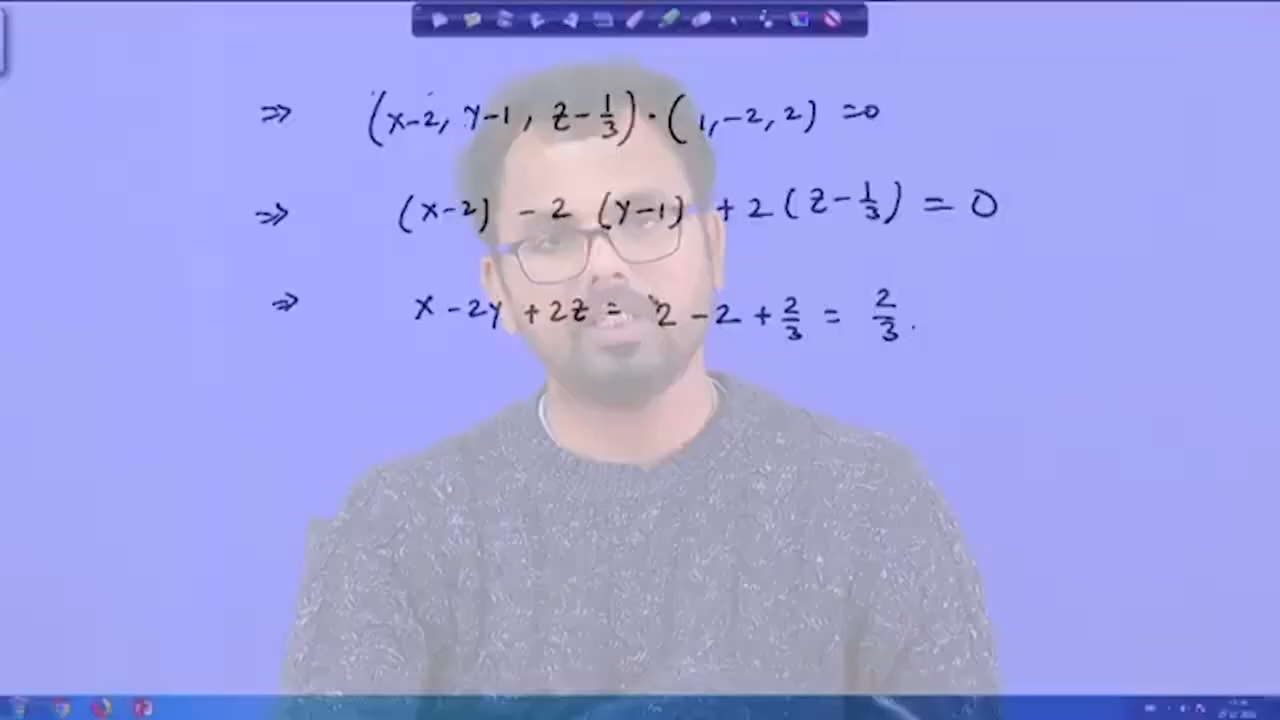 ⇒ (x-2, y-1, z-1/3)·(1,-2,2) =0
⇒ (x-2) -2 (y-1) +2(z-1/3) = 0
⇒ x-2y+2z = 2-2+2/3 = 2/3.